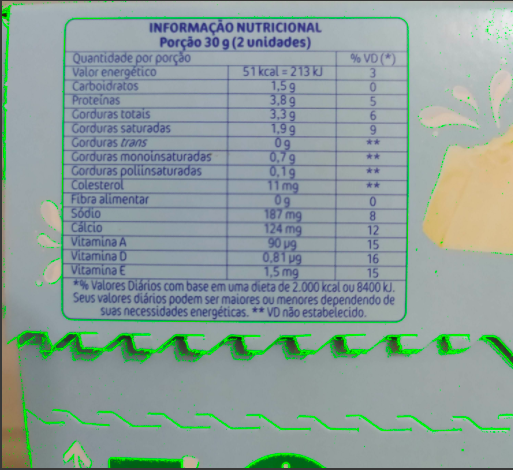 INFORMAÇÃO NUTRICIONAL
Porção 30 g (2 unidades)
Quantidade por porção % VD (*)
Valor energético 51 kcal = 213 kJ 3
Carboidratos 1,5 g 0
Proteínas 3,8 g 5
Gorduras totais 3,3 g 6
Gorduras saturadas 1,9 g 9
Gorduras trans 0 g **
Gorduras monoinsaturadas 0,7 g **
Gorduras poliinsaturadas 0,1 g **
Colesterol 11 mg **
Fibra alimentar 0 g 0
Sódio 187 mg 8
Cálcio 124 mg 12
Vitamina A 90 µg 15
Vitamina D 0,81 µg 16
Vitamina E 1,5 mg 15
*% Valores Diários com base em uma dieta de 2.000 kcal ou 8400 kJ.
Seus valores diários podem ser maiores ou menores dependendo de
suas necessidades energéticas. ** VD não estabelecido.